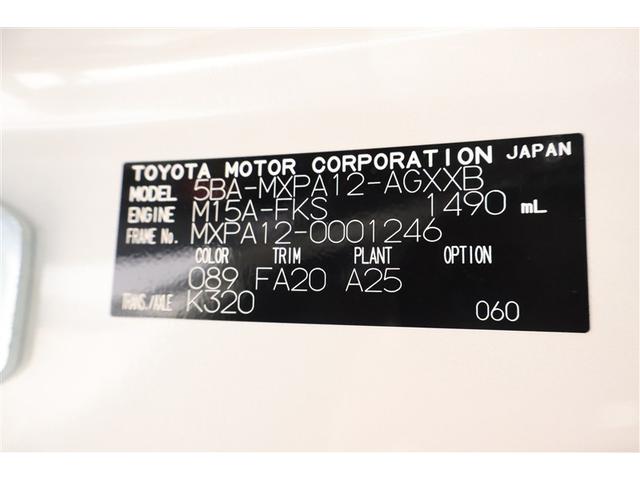 TOYOTA MOTOR CORPORATION JAPAN
MODEL 5BA-MXPA12-AGXXB
ENGINE M15A-FKS 1490 mL
FRAME No. MXPA12-0001246
COLOR TRIM PLANT OPTION
089 FA20 A25
TRANS./AXLE K320
060